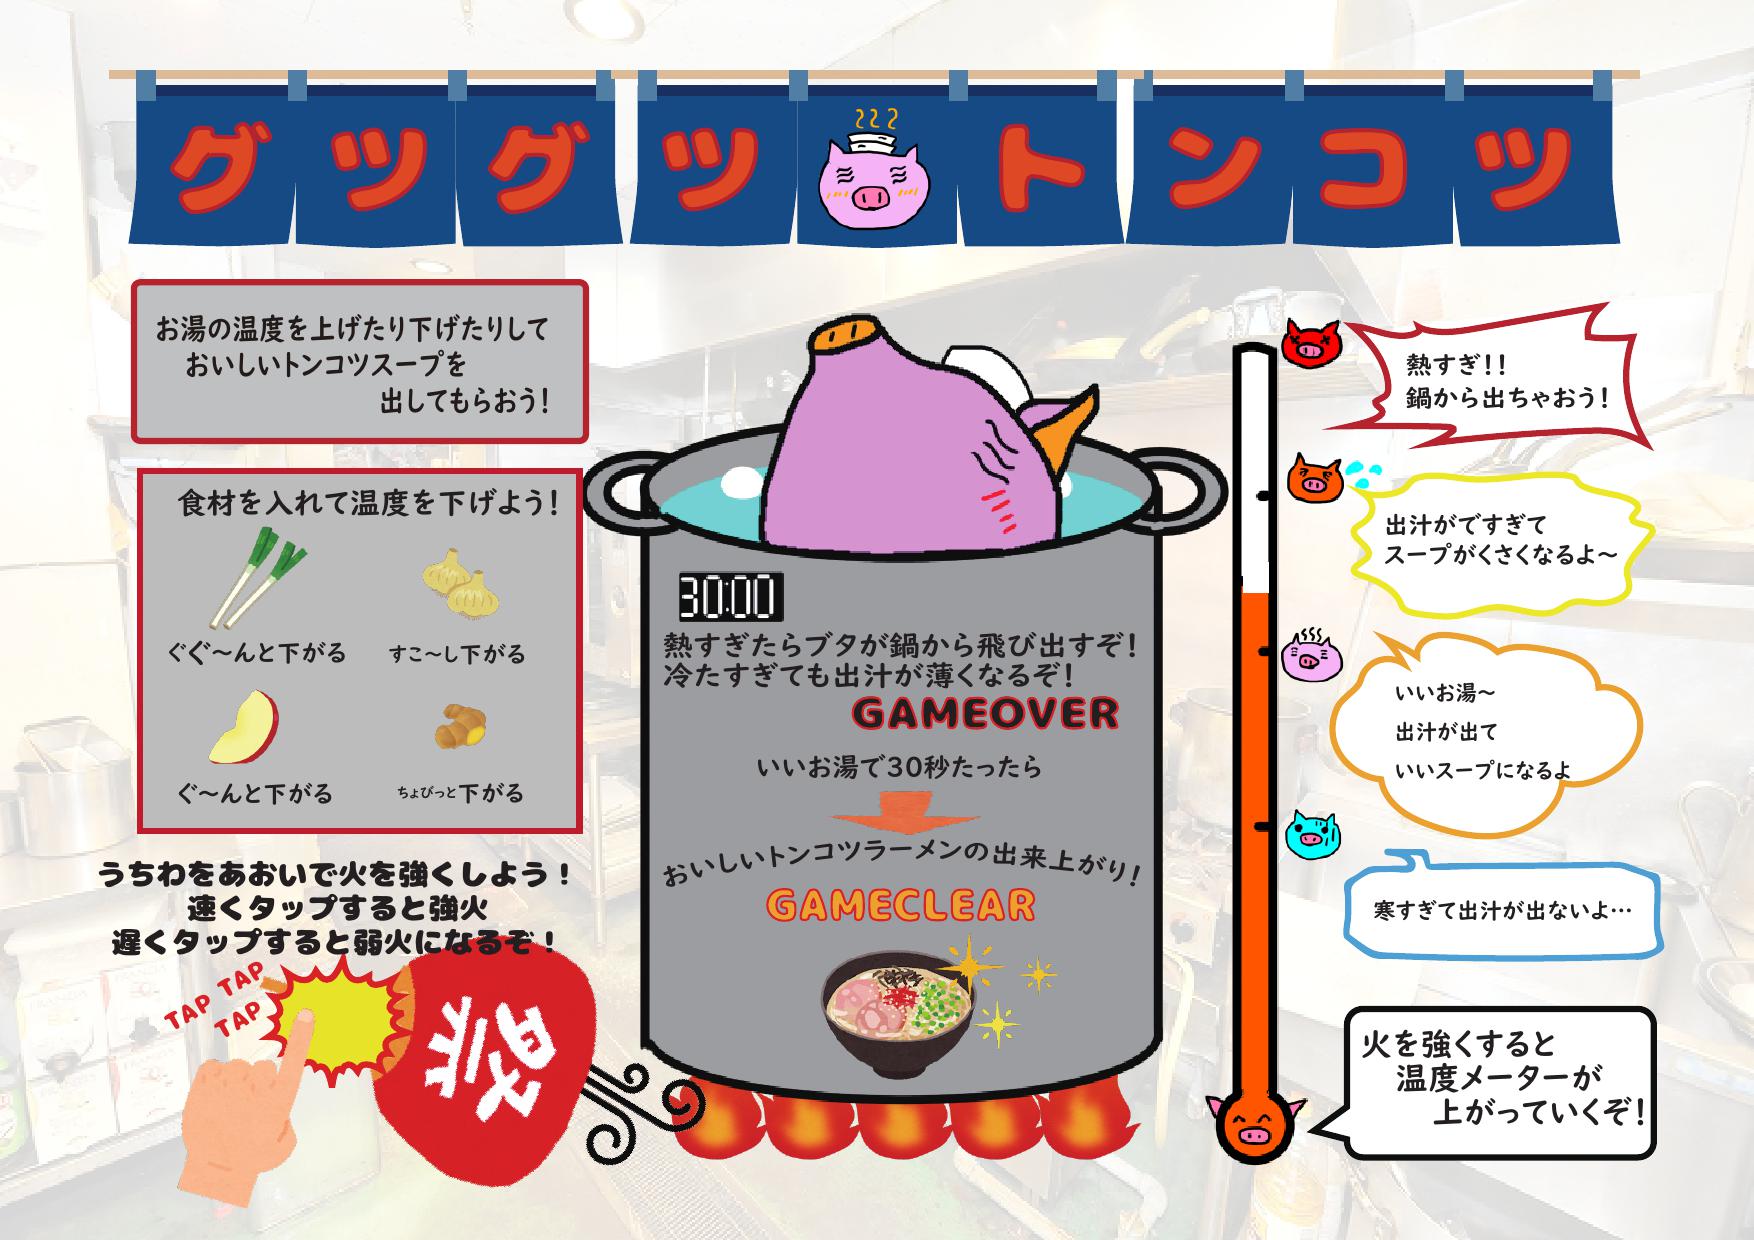 グツグツトンコツ
お湯の温度を上げたり下げたりして
おいしいトンコツスープを
出してもらおう！
食材を入れて温度を下げよう！
ぐぐ～んと下がる
すこ～し下がる
ぐ～んと下がる
ちょびっと下がる
うちわをあおいで火を強くしよう！
速くタップすると強火
遅くタップすると弱火になるぞ！
TAP TAP
TAP
祭
30:00
熱すぎたらブタが鍋から飛び出すぞ！
冷たすぎても出汁が薄くなるぞ！
GAMEOVER
いいお湯で30秒たったら
おいしいトンコツラーメンの出来上がり！
GAMECLEAR
熱すぎ！！
鍋から出ちゃおう！
出汁がですぎて
スープがくさくなるよ～
いいお湯～
出汁が出て
いいスープになるよ
寒すぎて出汁が出ないよ…
火を強くすると
温度メーターが
上がっていくぞ！